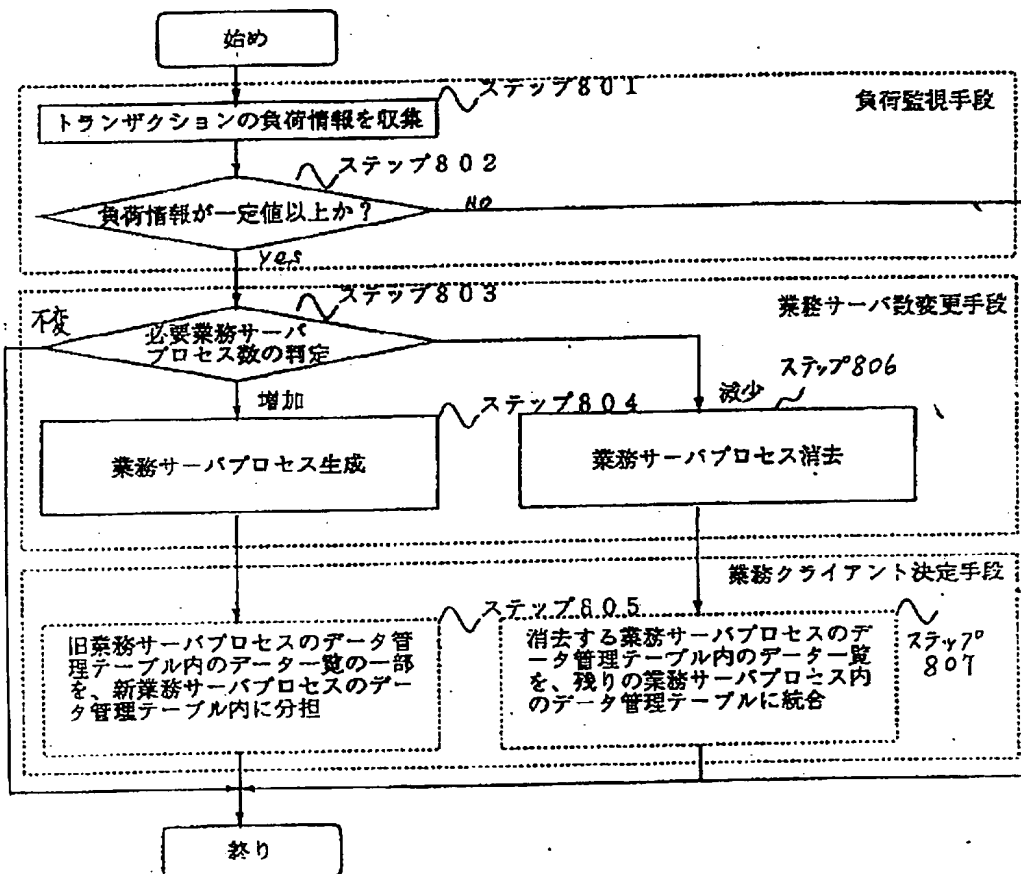 始め
ステップ801
負荷監視手段
トランザクションの負荷情報を収集
ステップ802
負荷情報が一定値以上か?
NO
yes
ステップ803
業務サーバ数変更手段
不変
必要業務サーバ
プロセス数の判定
ステップ806
増加
減少
ステップ804
業務サーバプロセス生成
業務サーバプロセス消去
業務クライアント決定手段
ステップ805
旧業務サーバプロセスのデータ管
理テーブル内のデータ一覧の一部
を、新業務サーバプロセスのデー
タ管理テーブル内に分担
消去する業務サーバプロセスのデ
ータ管理テーブル内のデータ一覧
を、残りの業務サーバプロセス内
のデータ管理テーブルに統合
ステップ
807
終り